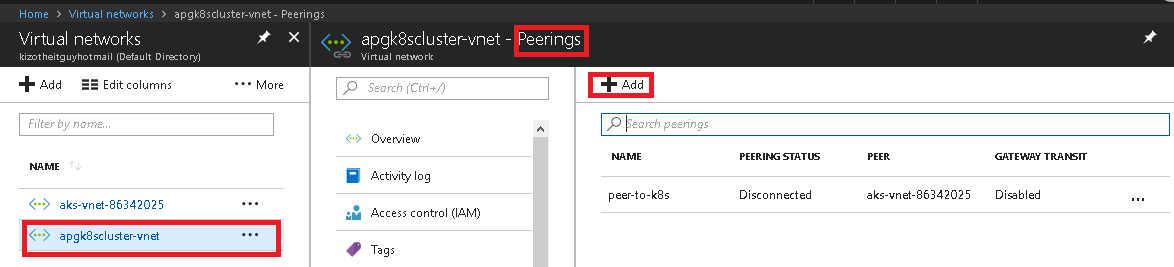 Home > Virtual networks > apgk8scluster-vnet - Peerings
Virtual networks
kizotheitguyhotmail (Default Directory)
+ Add Edit columns ··· More
Filter by name...
NAME
aks-vnet-86342025 ···
apgk8scluster-vnet ···
apgk8scluster-vnet - Peerings
Virtual network
Search (Ctrl+/)
Overview
Activity log
Access control (IAM)
Tags
+ Add
Search peerings
NAME PEERING STATUS PEER GATEWAY TRANSIT
peer-to-k8s Disconnected aks-vnet-86342025 Disabled ...